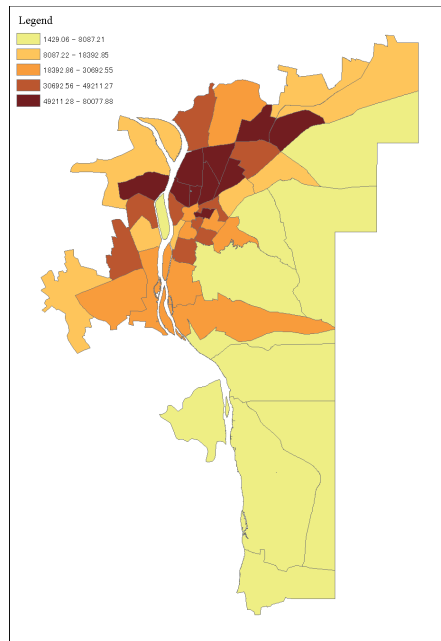 Legend
1429.06 - 8087.21
8087.22 - 18392.85
18392.86 - 30692.55
30692.56 - 49211.27
49211.28 - 80077.88